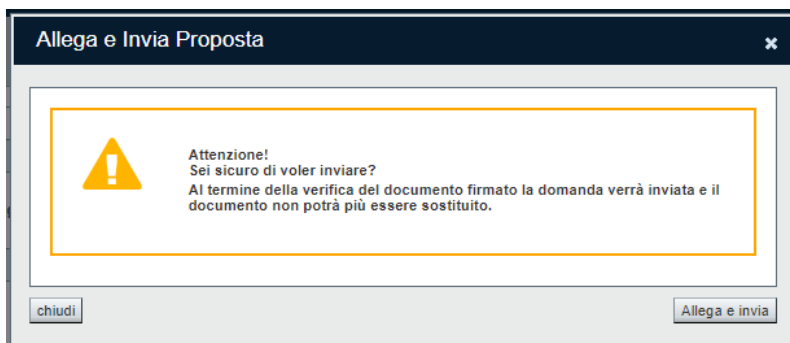 Allega e Invia Proposta
Attenzione!
Sei sicuro di voler inviare?
Al termine della verifica del documento firmato la domanda verrà inviata e il
documento non potrà più essere sostituito.
chiudi
Allega e invia